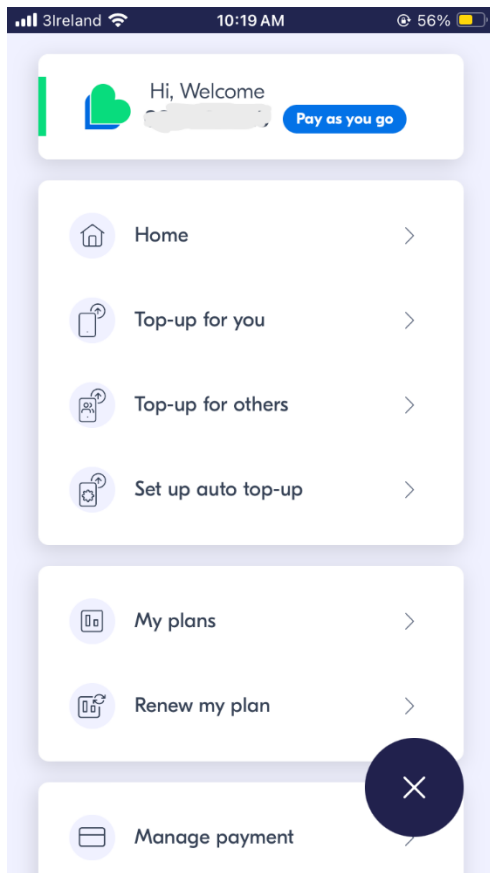 3Ireland 10:19 AM 56%
Hi, Welcome
Pay as you go
Home
Top-up for you
Top-up for others
Set up auto top-up
My plans
Renew my plan
Manage payment